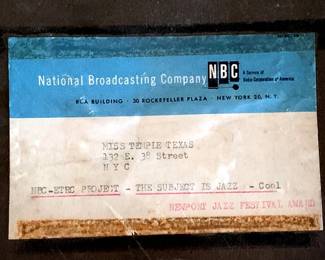 National Broadcasting Company NBC A Service of
Radio Corporation of America
RCA BUILDING · 30 ROCKEFELLER PLAZA · NEW YORK 20, N. Y.
MISS TEMPLE TEXAS
132 E. 38 Street
N Y C
NBC-ETRC PROJECT - THE SUBJECT IS JAZZ - Cool
NEWPORT JAZZ FESTIVAL AWARD